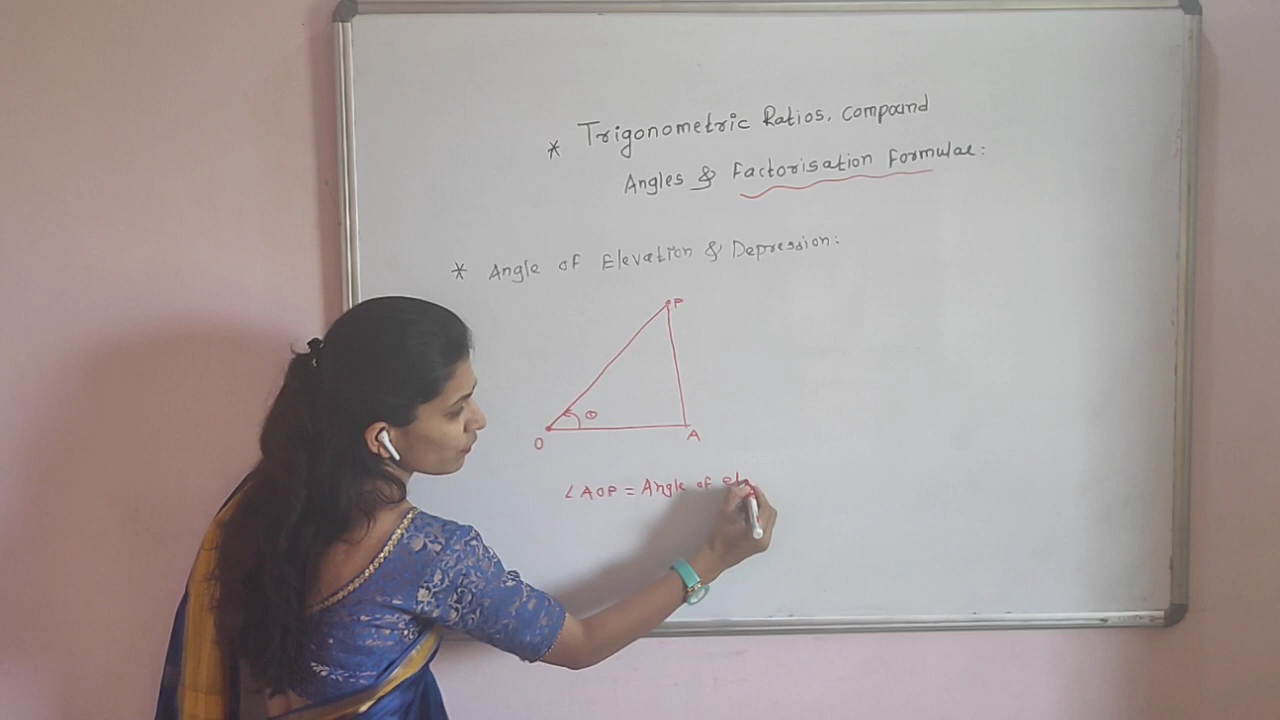 * Trigonometric Ratios, Compound
Angles & Factorisation Formulae:
* Angle of Elevation & Depression:
P
θ
O
A
∠AOP = Angle of